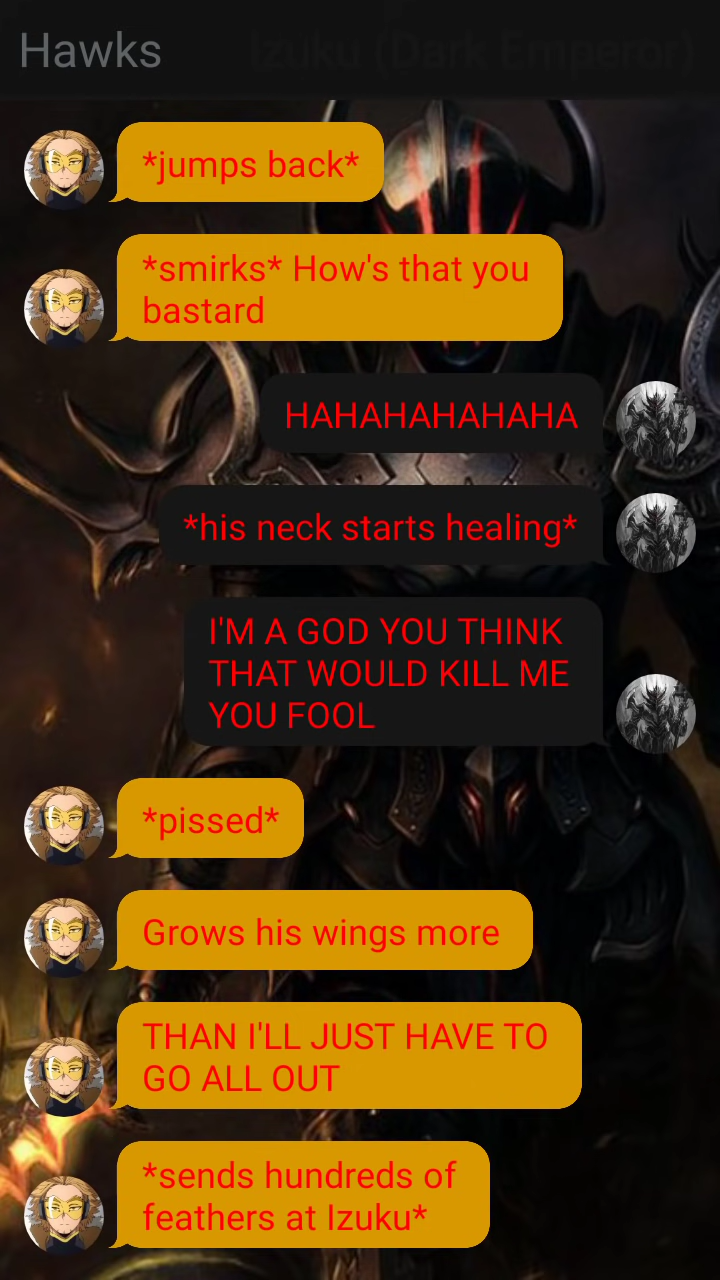 Hawks
Izuku (Dark Emperor)
*jumps back*
*smirks* How's that you
bastard
HAHAHAHAHAHA
*his neck starts healing*
I'M A GOD YOU THINK
THAT WOULD KILL ME
YOU FOOL
*pissed*
Grows his wings more
THAN I'LL JUST HAVE TO
GO ALL OUT
*sends hundreds of
feathers at Izuku*